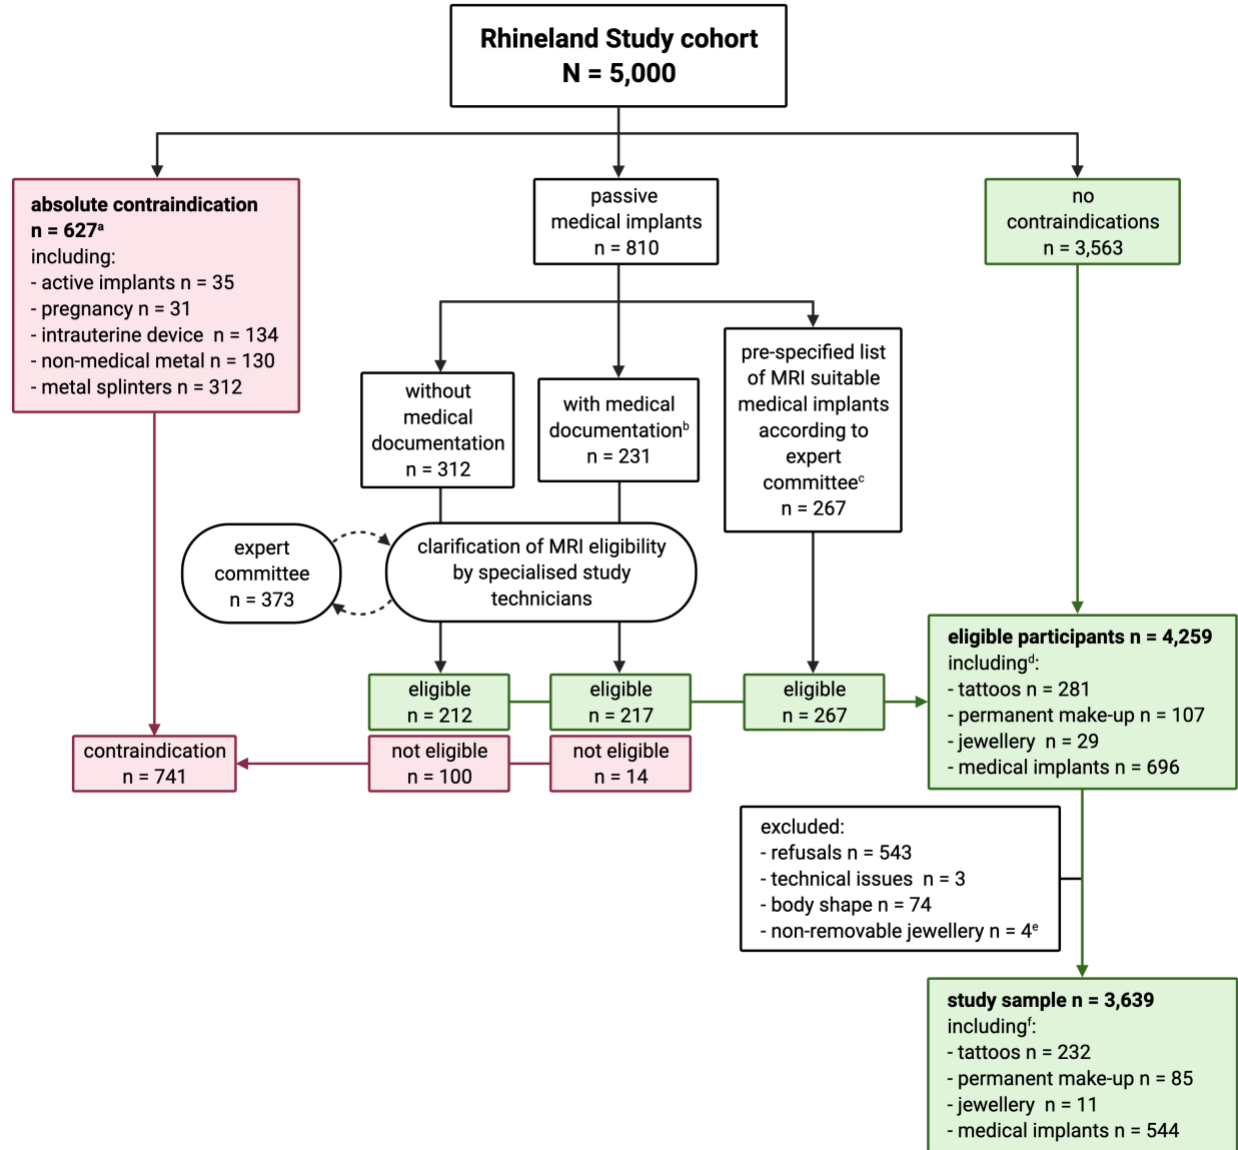 Rhineland Study cohort
N = 5,000
absolute contraindication
n = 627ᵃ
including:
- active implants n = 35
- pregnancy n = 31
- intrauterine device n = 134
- non-medical metal n = 130
- metal splinters n = 312
passive
medical implants
n = 810
no
contraindications
n = 3,563
without
medical
documentation
n = 312
with medical
documentationᵇ
n = 231
pre-specified list
of MRI suitable
medical implants
according to
expert
committeeᶜ
n = 267
expert
committee
n = 373
clarification of MRI eligibility
by specialised study
technicians
eligible
n = 212
eligible
n = 217
eligible
n = 267
not eligible
n = 100
not eligible
n = 14
contraindication
n = 741
eligible participants n = 4,259
includingᵈ:
- tattoos n = 281
- permanent make-up n = 107
- jewellery n = 29
- medical implants n = 696
excluded:
- refusals n = 543
- technical issues n = 3
- body shape n = 74
- non-removable jewellery n = 4ᵉ
study sample n = 3,639
includingᶠ:
- tattoos n = 232
- permanent make-up n = 85
- jewellery n = 11
- medical implants n = 544